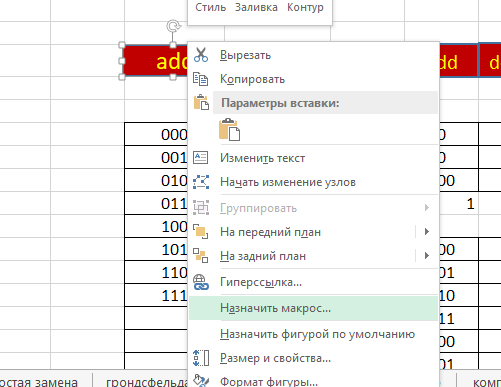 Стиль Заливка Контур
add
dd
d
Вырезать
Копировать
Параметры вставки:
Изменить текст
Начать изменение узлов
Группировать
На передний план
На задний план
Гиперссылка...
Назначить макрос...
Назначить фигурой по умолчанию
Размер и свойства...
Формат фигуры...
000
001
010
011
100
101
110
111
0
0
00
1
00
01
10
11
00
01
остая замена
грондсфельда
комп